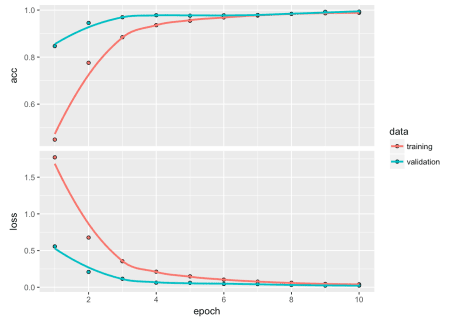 1.0
0.8
0.6
acc
1.5
1.0
0.5
0.0
loss
2
4
6
8
10
epoch
data
training
validation